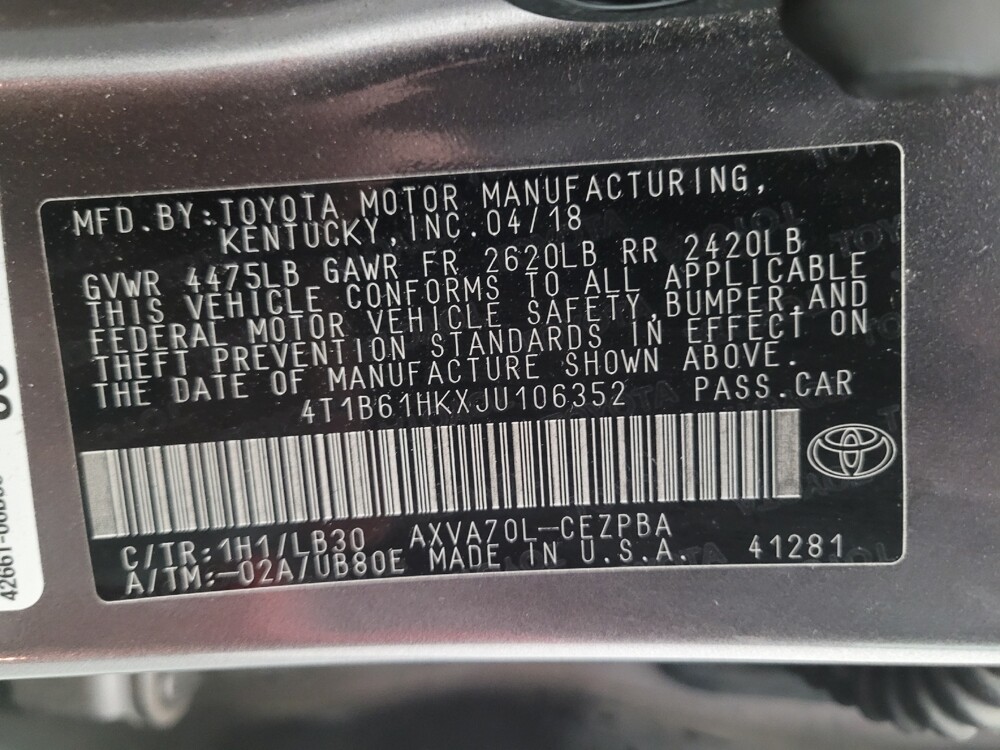 MFD.BY:TOYOTA MOTOR MANUFACTURING,
KENTUCKY,INC.04/18
GVWR 4475LB GAWR FR 2620LB RR 2420LB
THIS VEHICLE CONFORMS TO ALL APPLICABLE
FEDERAL MOTOR VEHICLE SAFETY,BUMPER,AND
THEFT PREVENTION STANDARDS IN EFFECT ON
THE DATE OF MANUFACTURE SHOWN ABOVE.
4T1B61HKXJU106352 PASS.CAR
C/TR:1H1/LB30 AXVA70L-CEZPBA
A/TM:-02A/UB80E MADE IN U.S.A. 41281